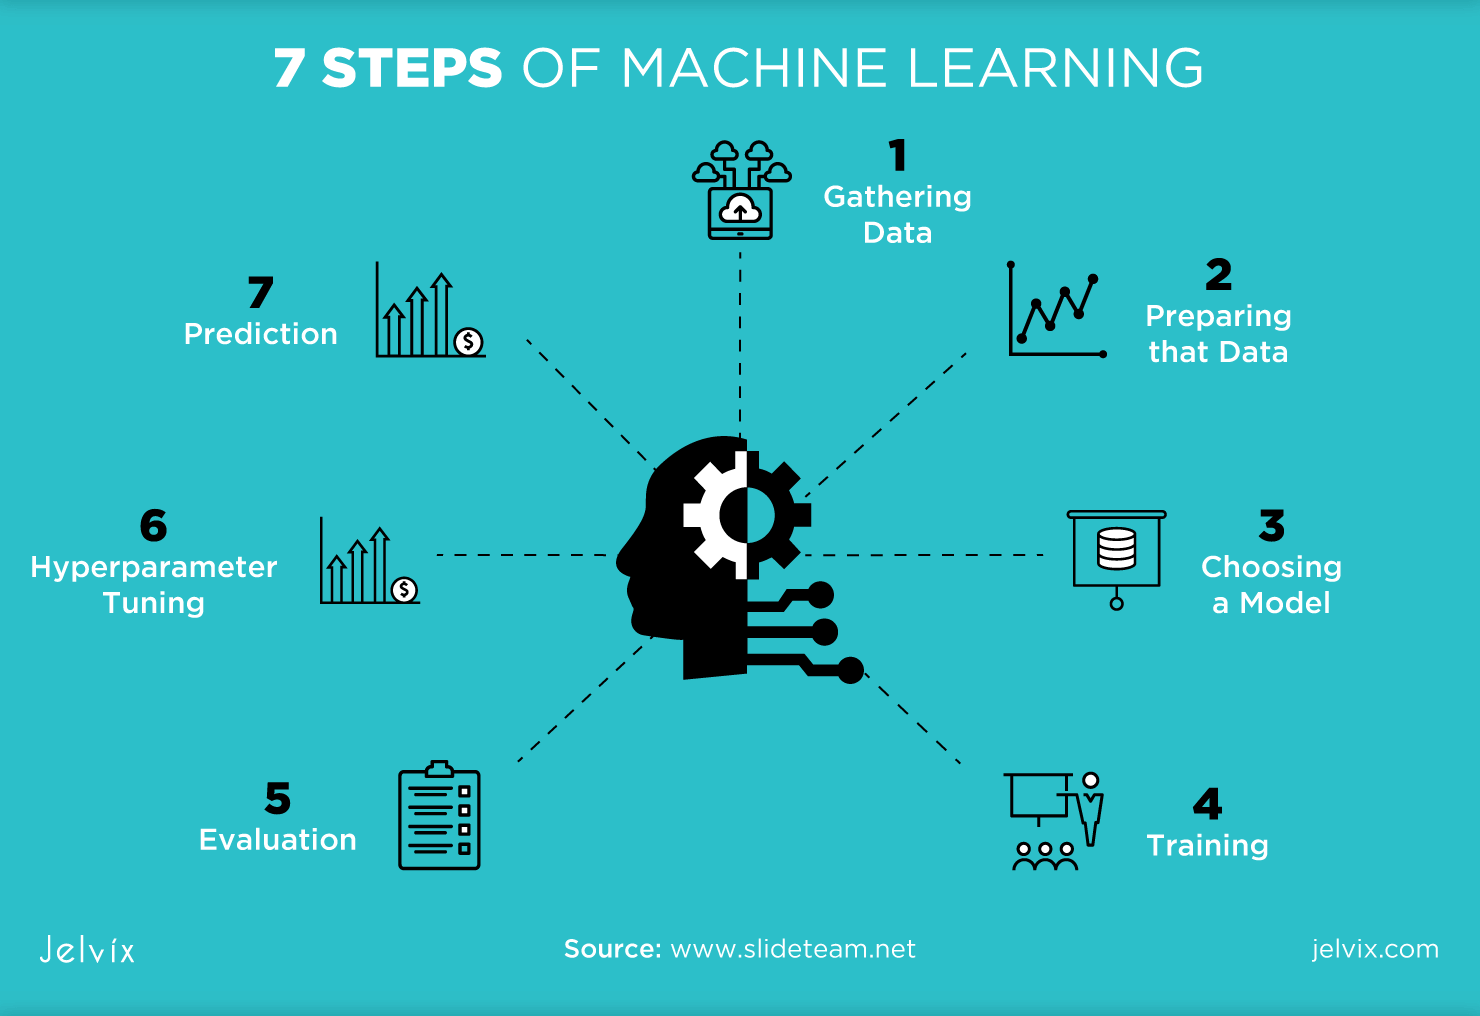 7 STEPS OF MACHINE LEARNING
1
Gathering
Data
2
Preparing
that Data
3
Choosing
a Model
4
Training
5
Evaluation
6
Hyperparameter
Tuning
7
Prediction
$
$
Jelvix
Source: www.slideteam.net
jelvix.com